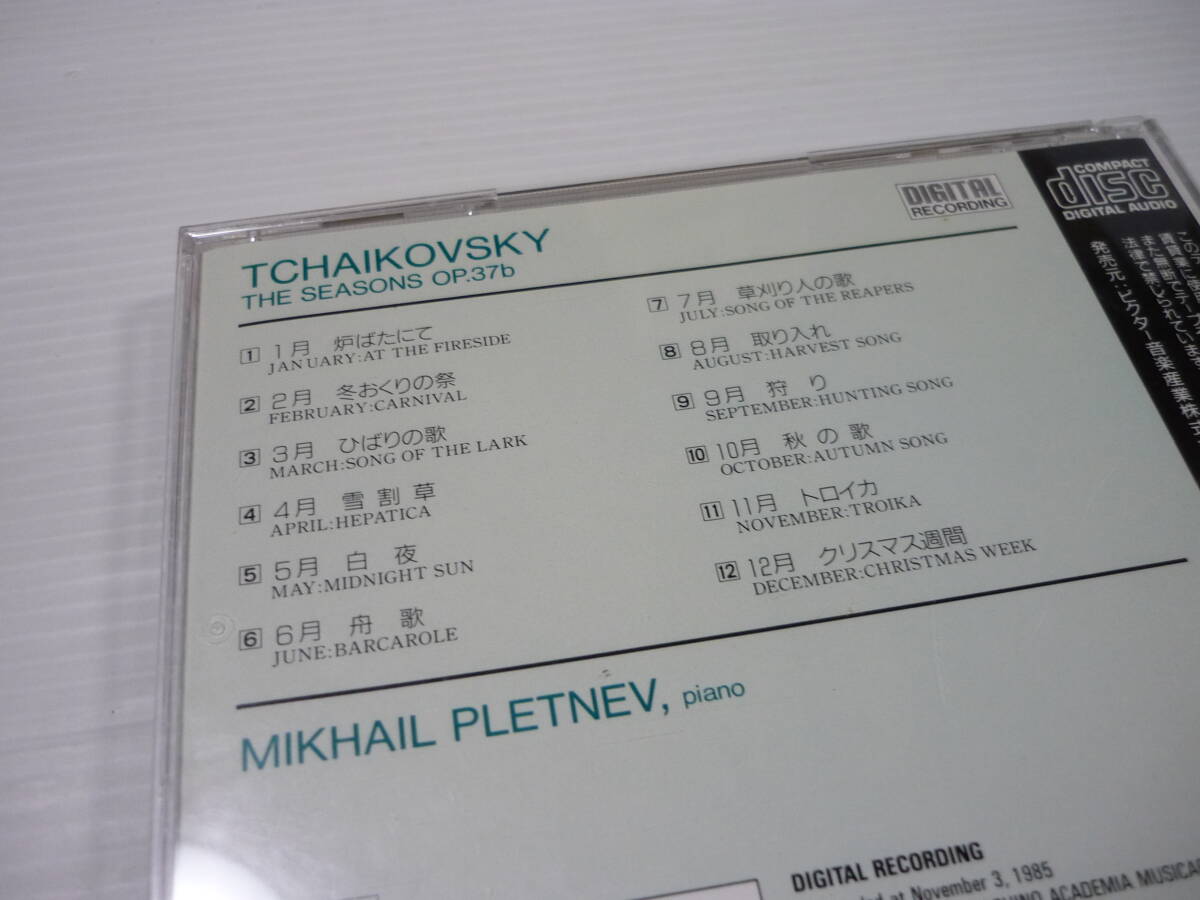 TCHAIKOVSKY
THE SEASONS OP.37b
DIGITAL
RECORDING
COMPACT
disc
DIGITAL AUDIO
1 1月 炉ばたにて
JANUARY:AT THE FIRESIDE
2 2月 冬おくりの祭
FEBRUARY:CARNIVAL
3 3月 ひばりの歌
MARCH:SONG OF THE LARK
4 4月 雪割草
APRIL:HEPATICA
5 5月 白夜
MAY:MIDNIGHT SUN
6 6月 舟歌
JUNE:BARCAROLE
7 7月 草刈り人の歌
JULY:SONG OF THE REAPERS
8 8月 取り入れ
AUGUST:HARVEST SONG
9 9月 狩り
SEPTEMBER:HUNTING SONG
10 10月 秋の歌
OCTOBER:AUTUMN SONG
11 11月 トロイカ
NOVEMBER:TROIKA
12 12月 クリスマス週間
DECEMBER:CHRISTMAS WEEK
MIKHAIL PLETNEV, piano
また
法律で禁じられています
発売元:ビクター音楽産業株式
DIGITAL RECORDING
at November 3, 1985
ACADEMIA